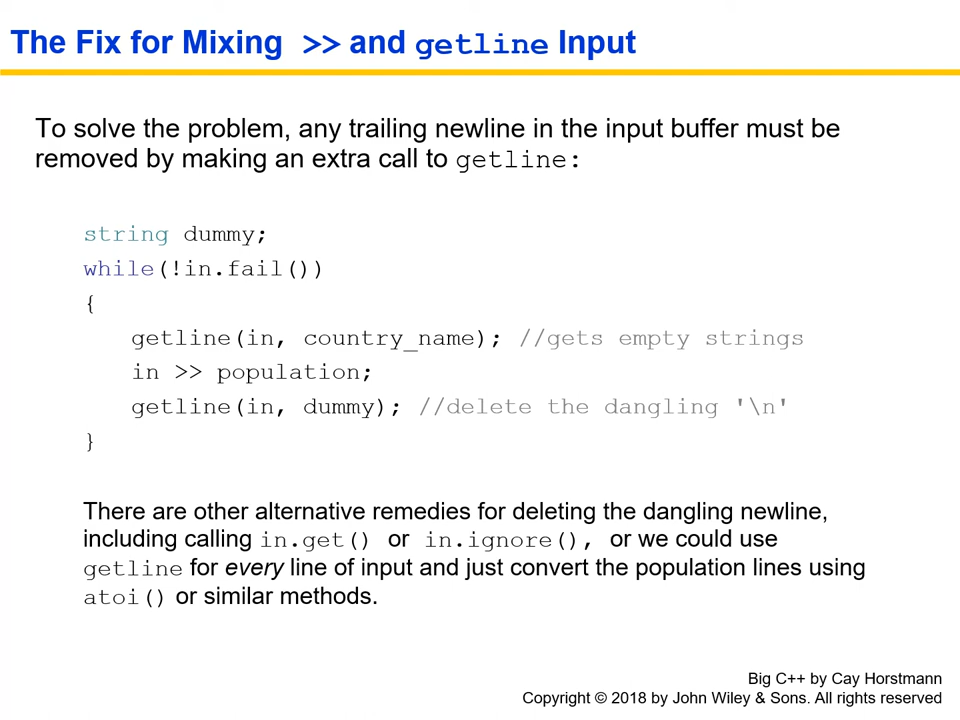 The Fix for Mixing >> and getline Input
To solve the problem, any trailing newline in the input buffer must be
removed by making an extra call to getline:
string dummy;
while(!in.fail())
{
getline(in, country_name); //gets empty strings
in >> population;
getline(in, dummy); //delete the dangling '\n'
}
There are other alternative remedies for deleting the dangling newline,
including calling in.get() or in.ignore(), or we could use
getline for every line of input and just convert the population lines using
atoi() or similar methods.
Big C++ by Cay Horstmann
Copyright © 2018 by John Wiley & Sons. All rights reserved